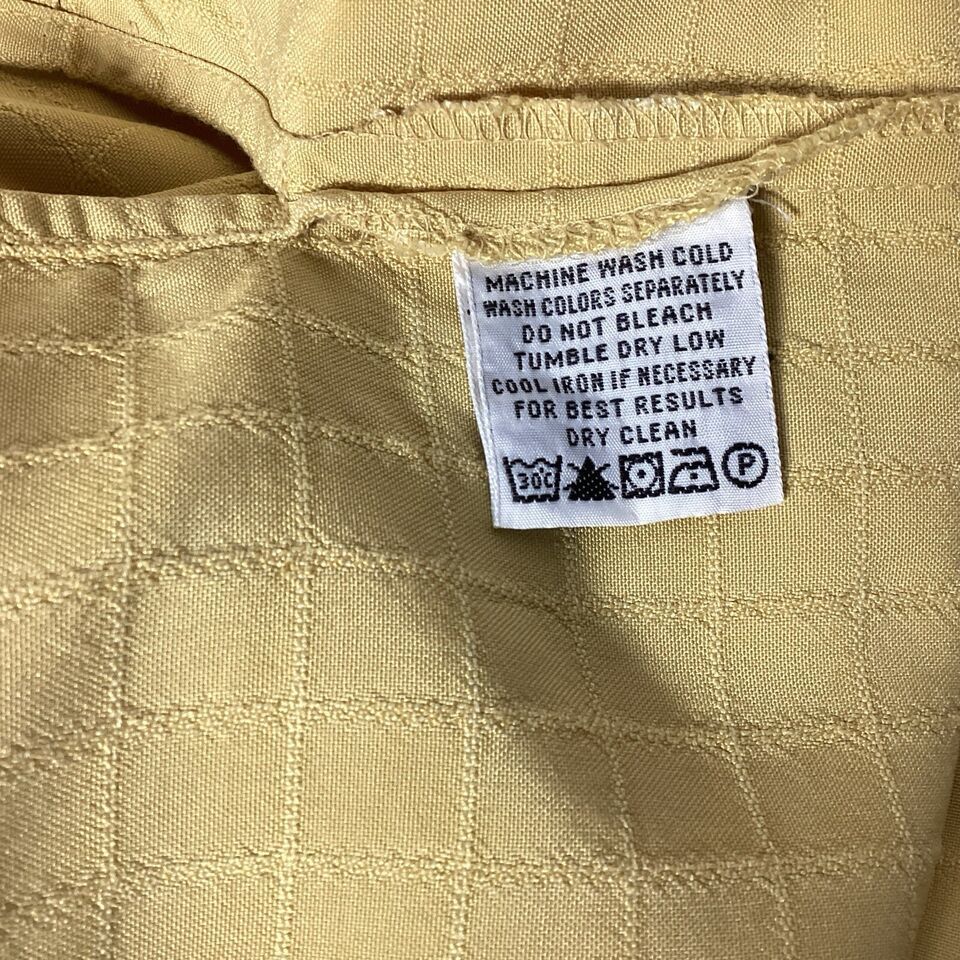 MACHINE WASH COLD
WASH COLORS SEPARATELY
DO NOT BLEACH
TUMBLE DRY LOW
COOL IRON IF NECESSARY
FOR BEST RESULTS
DRY CLEAN
30C P